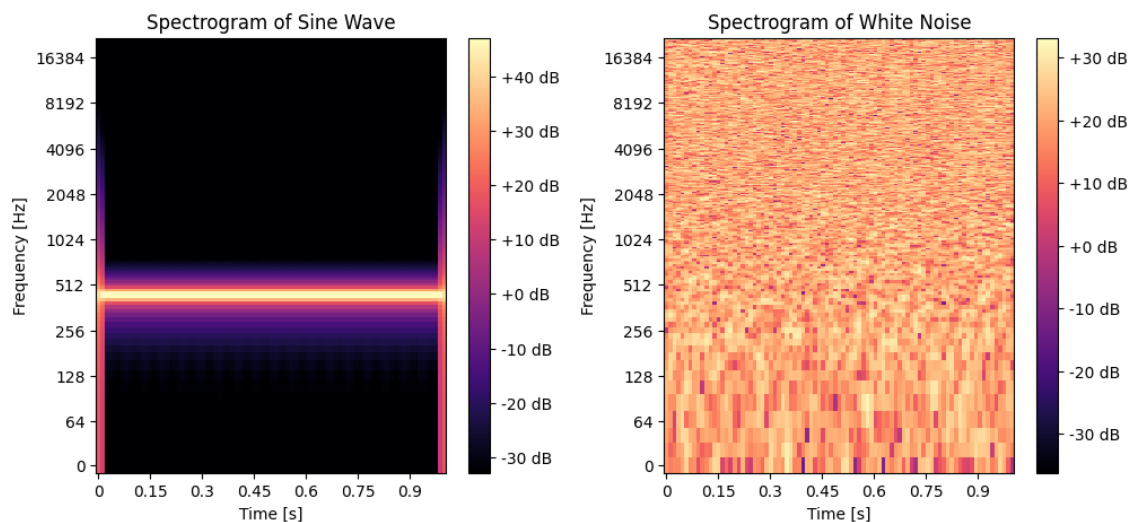 Spectrogram of Sine Wave
16384
8192
4096
2048
1024
512
256
128
64
0
Frequency [Hz]
0 0.15 0.3 0.45 0.6 0.75 0.9
Time [s]
+40 dB
+30 dB
+20 dB
+10 dB
+0 dB
-10 dB
-20 dB
-30 dB
Spectrogram of White Noise
16384
8192
4096
2048
1024
512
256
128
64
0
Frequency [Hz]
0 0.15 0.3 0.45 0.6 0.75 0.9
Time [s]
+30 dB
+20 dB
+10 dB
+0 dB
-10 dB
-20 dB
-30 dB